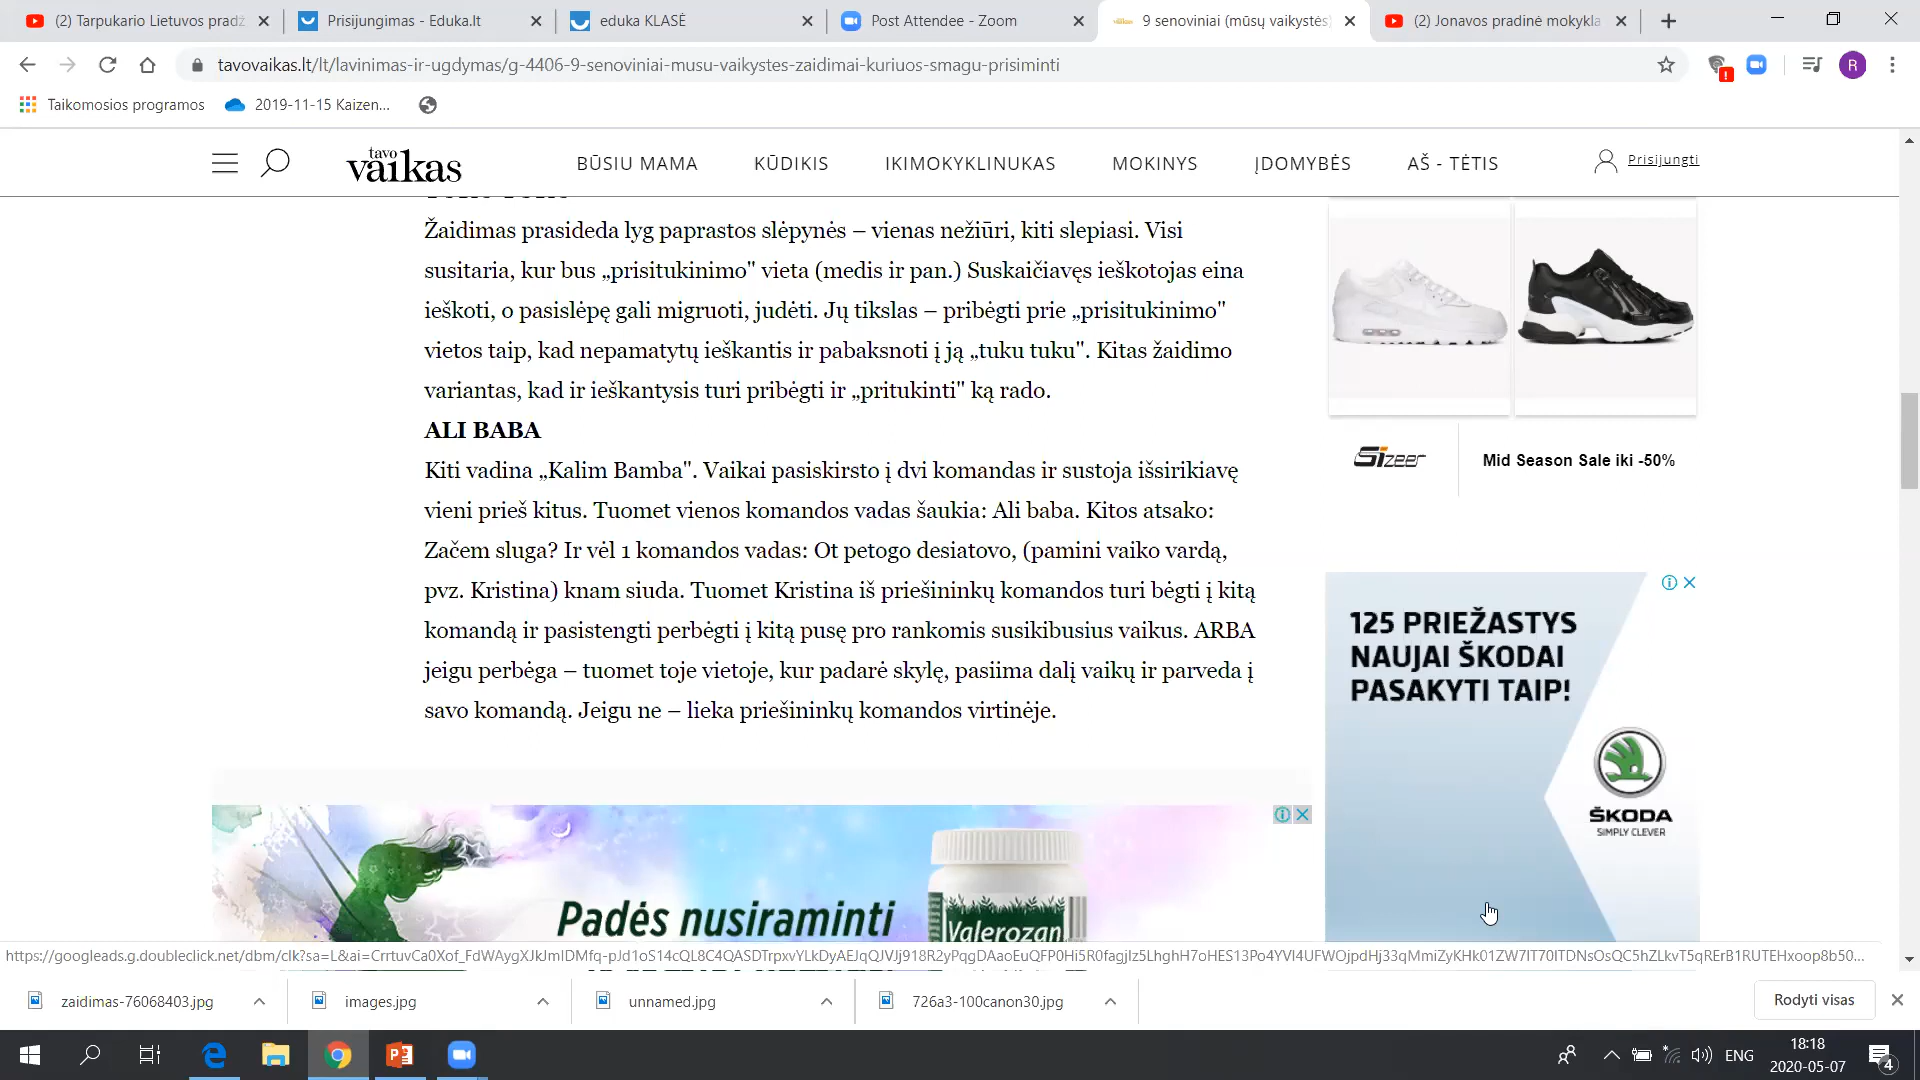 (2) Tarpukario Lietuvos pradž
Prisijungimas - Eduka.lt
eduka KLASĖ
Post Attendee - Zoom
9 senoviniai (mūsų vaikystės
(2) Jonavos pradinė mokykla
tavovaikas.lt/lt/lavinimas-ir-ugdymas/g-4406-9-senoviniai-musu-vaikystes-zaidimai-kuriuos-smagu-prisiminti
R
Taikomosios programos
2019-11-15 Kaizen...
tavo
vaikas
BŪSIU MAMA
KŪDIKIS
IKIMOKYKLINUKAS
MOKINYS
ĮDOMYBĖS
AŠ - TĖTIS
Prisijungti
Žaidimas prasideda lyg paprastos slėpynės – vienas nežiūri, kiti slepiasi. Visi
susitaria, kur bus „prisitukinimo" vieta (medis ir pan.) Suskaičiavęs ieškotojas eina
ieškoti, o pasislėpę gali migruoti, judėti. Jų tikslas – pribėgti prie „prisitukinimo"
vietos taip, kad nepamatytų ieškantis ir pabaksnoti į ją „tuku tuku". Kitas žaidimo
variantas, kad ir ieškantysis turi pribėgti ir „pritukinti" ką rado.
ALI BABA
Kiti vadina „Kalim Bamba". Vaikai pasiskirsto į dvi komandas ir sustoja išsirikiavę
vieni prieš kitus. Tuomet vienos komandos vadas šaukia: Ali baba. Kitos atsako:
Začem sluga? Ir vėl 1 komandos vadas: Ot petogo desiatovo, (pamini vaiko vardą,
pvz. Kristina) knam siuda. Tuomet Kristina iš priešininkų komandos turi bėgti į kitą
komandą ir pasistengti perbėgti į kitą pusę pro rankomis susikibusius vaikus. ARBA
jeigu perbėga – tuomet toje vietoje, kur padarė skylę, pasiima dalį vaikų ir parveda į
savo komandą. Jeigu ne – lieka priešininkų komandos virtinėje.
Sizeer
Mid Season Sale iki -50%
125 PRIEŽASTYS
NAUJAI ŠKODAI
PASAKYTI TAIP!
ŠKODA
SIMPLY CLEVER
Padės nusiraminti
Valerozan
zaidimas-76068403.jpg
images.jpg
unnamed.jpg
726a3-100canon30.jpg
Rodyti visas
ENG
18:18
2020-05-07
4